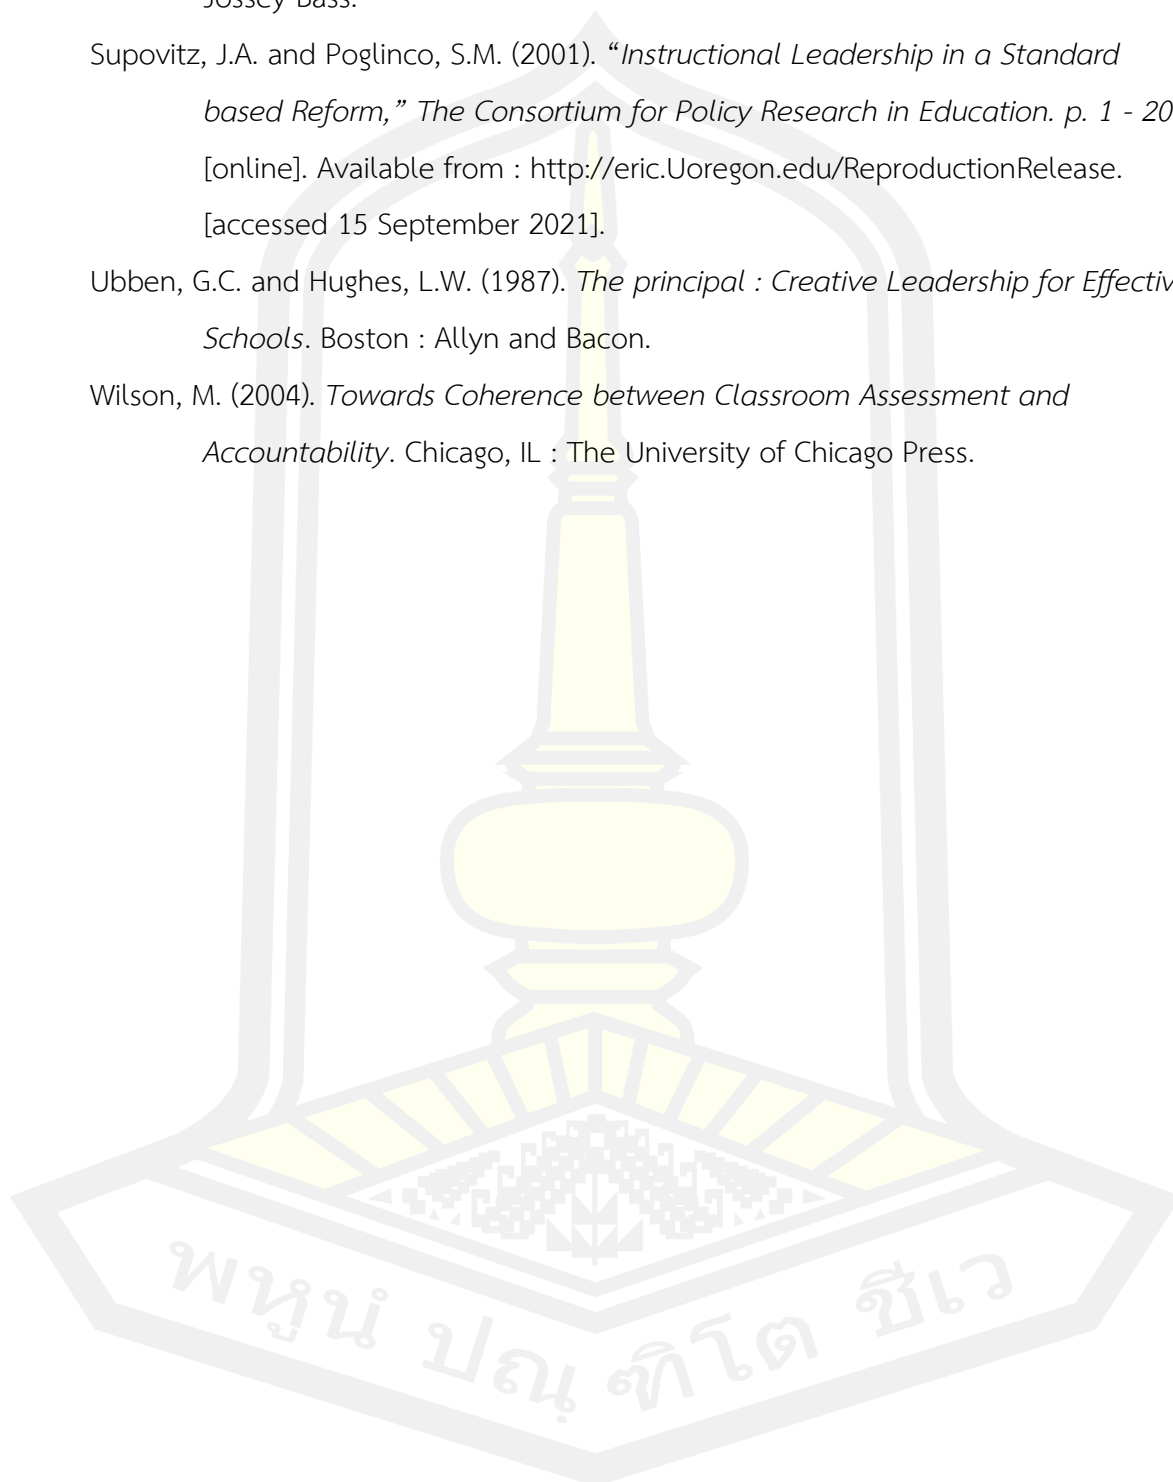 Jossey Bass.
Supovitz, J.A. and Poglinco, S.M. (2001). “Instructional Leadership in a Standard
based Reform,” The Consortium for Policy Research in Education. p. 1 - 20
[online]. Available from : http://eric.Uoregon.edu/ReproductionRelease.
[accessed 15 September 2021].
Ubben, G.C. and Hughes, L.W. (1987). The principal : Creative Leadership for Effectiv
Schools. Boston : Allyn and Bacon.
Wilson, M. (2004). Towards Coherence between Classroom Assessment and
Accountability. Chicago, IL : The University of Chicago Press.
พหูนํ ปณฺ ฑิโต ชีเว